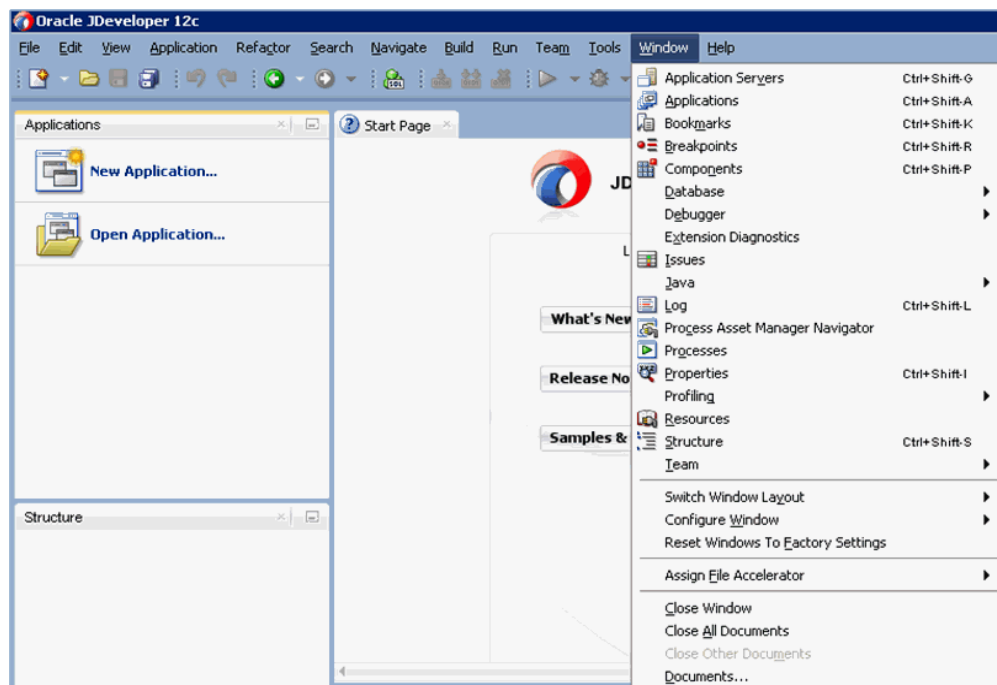 Oracle JDeveloper 12c
File Edit View Application Refactor Search Navigate Build Run Team Tools Window Help
Applications
New Application...
Open Application...
Structure
Start Page
JD
L
What's New
Release No
Samples &
Application Servers Ctrl+Shift-G
Applications Ctrl+Shift-A
Bookmarks Ctrl+Shift-K
Breakpoints Ctrl+Shift-R
Components Ctrl+Shift-P
Database
Debugger
Extension Diagnostics
Issues
Java
Log Ctrl+Shift-L
Process Asset Manager Navigator
Processes
Properties Ctrl+Shift-I
Profiling
Resources
Structure Ctrl+Shift-S
Team
Switch Window Layout
Configure Window
Reset Windows To Factory Settings
Assign File Accelerator
Close Window
Close All Documents
Close Other Documents
Documents...